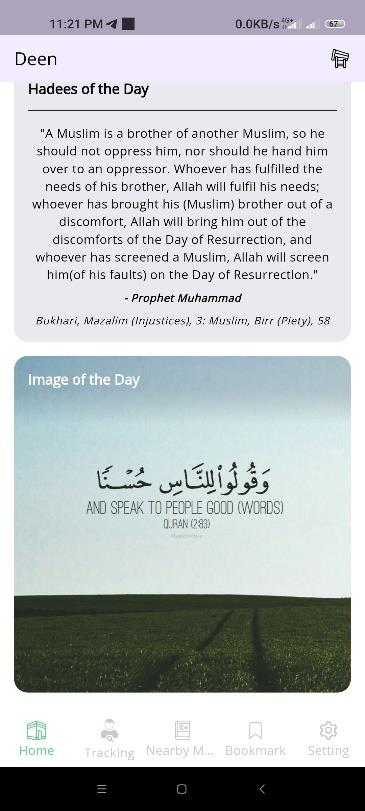 11:21 PM
0.0KB/s 4G+ 67
Deen
Hadees of the Day
"A Muslim is a brother of another Muslim, so he
should not oppress him, nor should he hand him
over to an oppressor. Whoever has fulfilled the
needs of his brother, Allah will fulfil his needs;
whoever has brought his (Muslim) brother out of a
discomfort, Allah will bring him out of the
discomforts of the Day of Resurrection, and
whoever has screened a Muslim, Allah will screen
him(of his faults) on the Day of Resurrection."
- Prophet Muhammad
Bukhari, Mazalim (Injustices), 3: Muslim, Birr (Piety), 58
Image of the Day
وَقُولُوا۟ لِلنَّاسِ حُسْنًا
AND SPEAK TO PEOPLE GOOD (WORDS)
QURAN (2:83)
Home
Tracking
Nearby M...
Bookmark
Setting